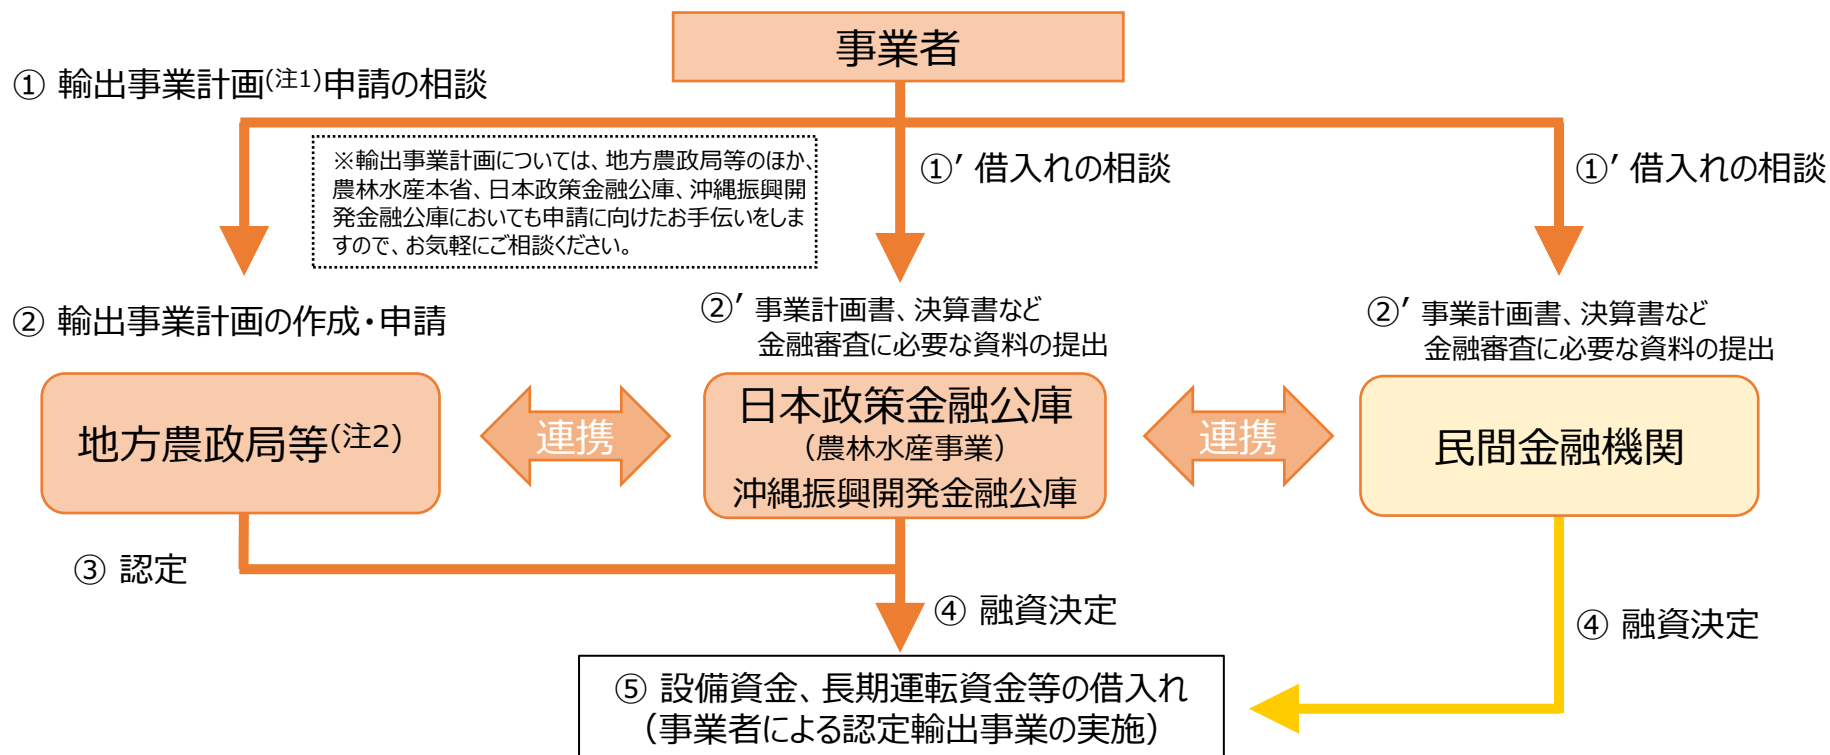 事業者
① 輸出事業計画(注1)申請の相談
※輸出事業計画については、地方農政局等のほか、
農林水産本省、日本政策金融公庫、沖縄振興開
発金融公庫においても申請に向けたお手伝いをしま
すので、お気軽にご相談ください。
①’ 借入れの相談
①’ 借入れの相談
② 輸出事業計画の作成・申請
②’ 事業計画書、決算書など
金融審査に必要な資料の提出
②’ 事業計画書、決算書など
金融審査に必要な資料の提出
地方農政局等(注2)
連携
日本政策金融公庫
（農林水産事業）
沖縄振興開発金融公庫
連携
民間金融機関
③ 認定
④ 融資決定
④ 融資決定
⑤ 設備資金、長期運転資金等の借入れ
（事業者による認定輸出事業の実施）